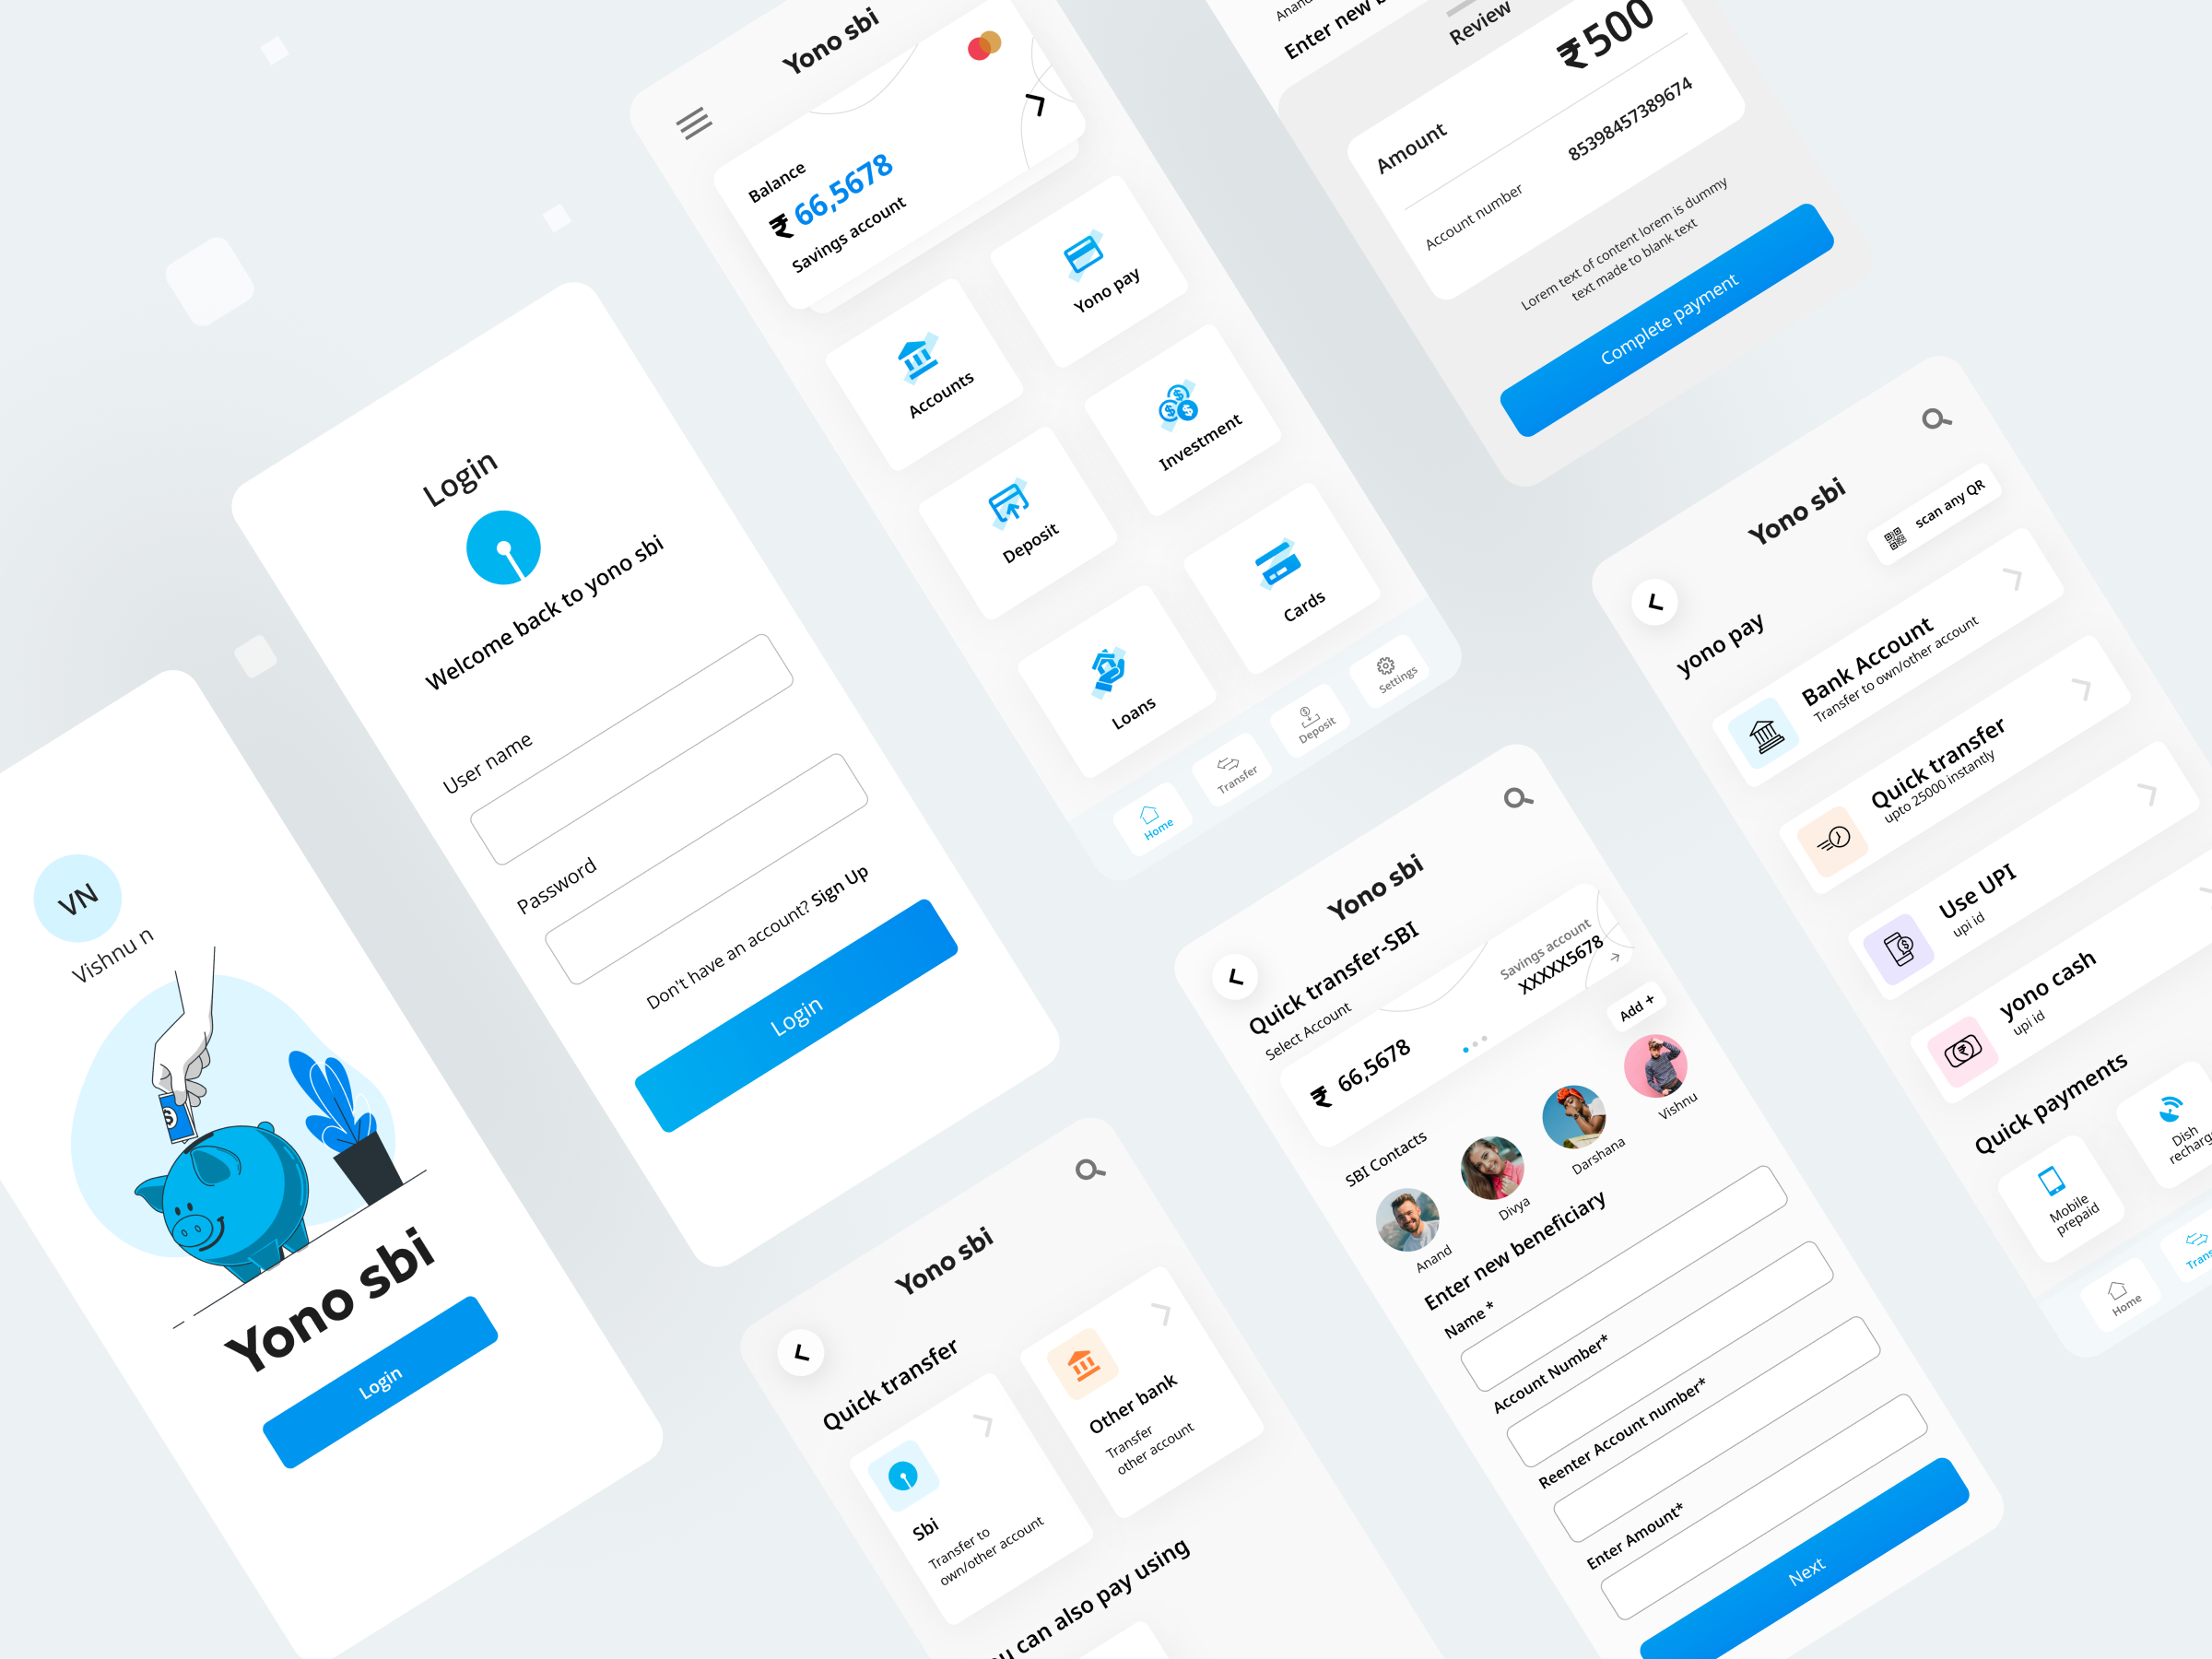 VN
Vishnu n
$
Yono sbi
Login
Login
Welcome back to yono sbi
User name
Password
Don't have an account? Sign Up
Login
Yono sbi
Balance
₹ 66,5678
Savings account
Accounts
Yono pay
Deposit
Investment
Loans
Cards
Home
Transfer
Deposit
Settings
Yono sbi
Quick transfer
Sbi
Transfer to
own/other account
Other bank
Transfer
other account
can also pay using
Yono sbi
Quick transfer-SBI
Select Account
Savings account
XXXXX5678
₹ 66,5678
Add +
SBI Contacts
Anand
Divya
Darshana
Vishnu
Enter new beneficiary
Name *
Account Number*
Reenter Account number*
Enter Amount*
Next
Enter new
Review
Amount
₹500
Account number
85398457389674
Lorem text of content lorem is dummy
text made to blank text
Complete payment
Yono sbi
scan any QR
yono pay
Bank Account
Transfer to own/other account
Quick transfer
upto 25000 instantly
Use UPI
upi id
yono cash
upi id
Quick payments
Mobile
prepaid
Dish
Home